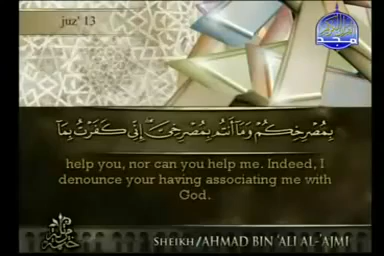 juz' 13
مجد
بِمُصْرِخِكُمْ وَمَا أَنتُم بِمُصْرِخِيَّ ۖ إِنِّي كَفَرْتُ بِمَا
help you, nor can you help me. Indeed, I
denounce your having associating me with
God.
SHEIKH/AHMAD BIN 'ALI AL-'AJMI